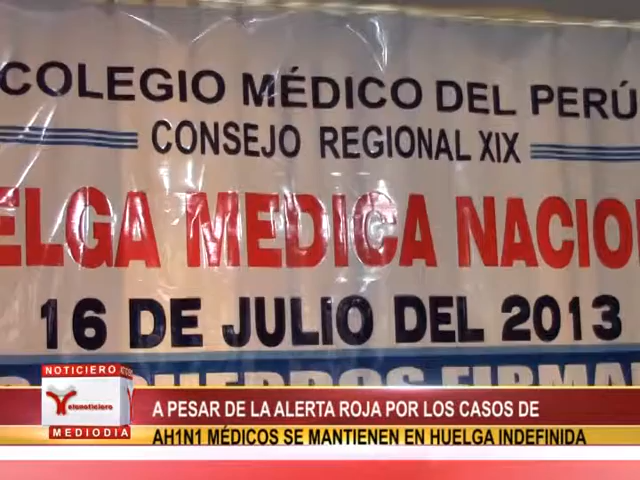 COLEGIO MÉDICO DEL PERÚ
CONSEJO REGIONAL XIX
ELGA MEDICA NACIO
16 DE JULIO DEL 2013
NOTICIERO
Telenoticiero
MEDIODIA
A PESAR DE LA ALERTA ROJA POR LOS CASOS DE
AH1N1 MÉDICOS SE MANTIENEN EN HUELGA INDEFINIDA